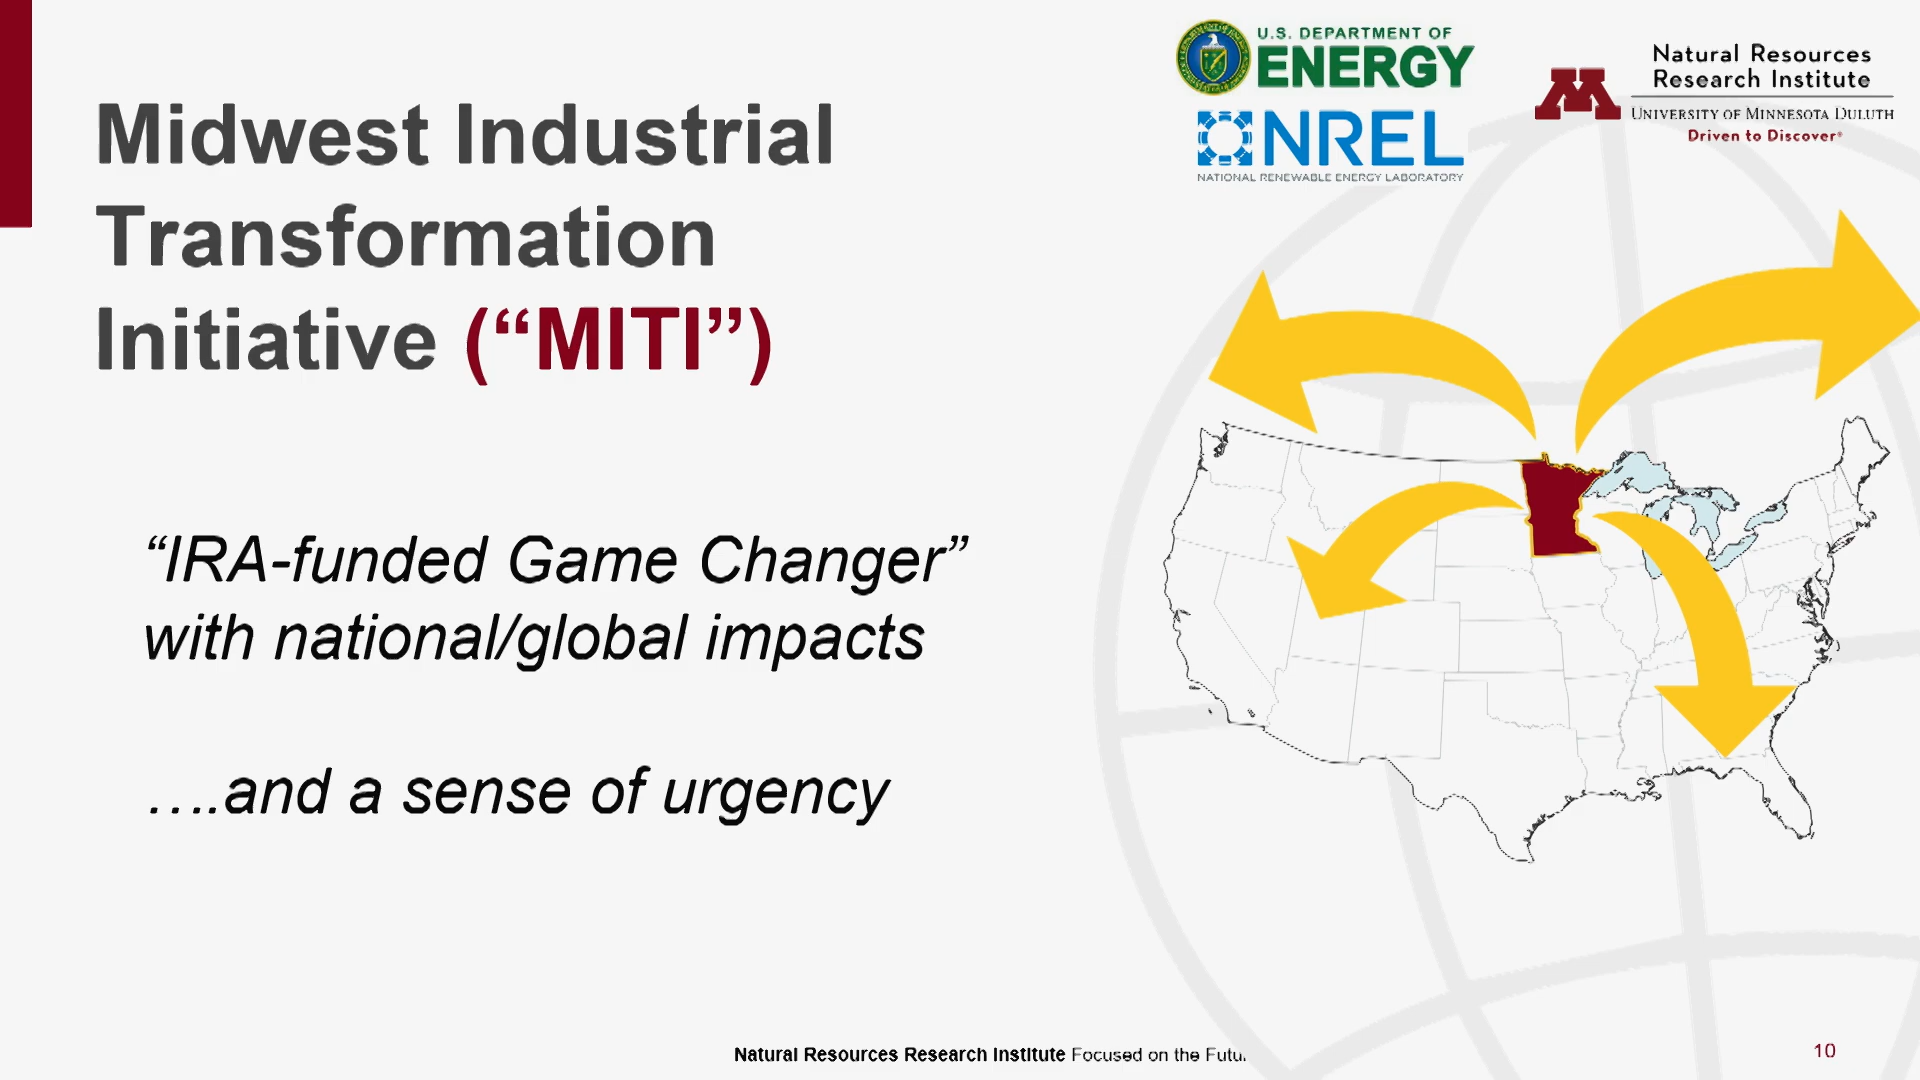 U.S. DEPARTMENT OF
ENERGY
NREL
NATIONAL RENEWABLE ENERGY LABORATORY
Natural Resources
Research Institute
UNIVERSITY OF MINNESOTA DULUTH
Driven to Discover®
Midwest Industrial
Transformation
Initiative (“MITI”)
“IRA-funded Game Changer”
with national/global impacts
….and a sense of urgency
Natural Resources Research Institute Focused on the
10